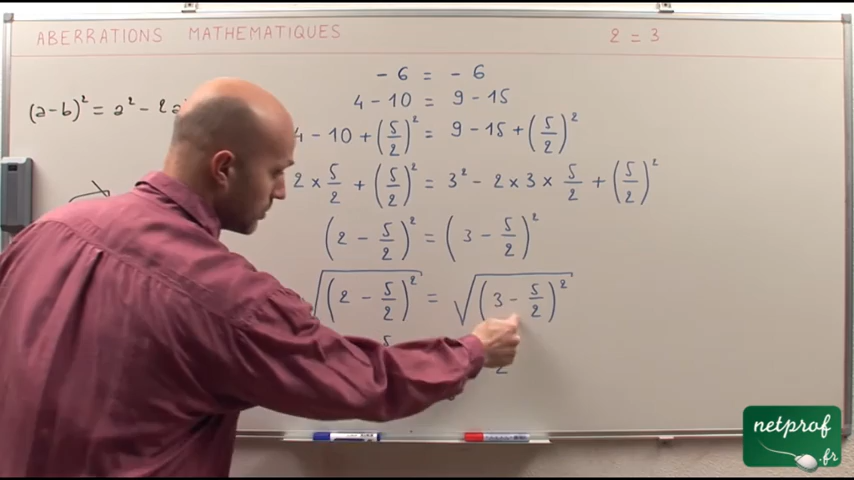 ABERRATIONS MATHEMATIQUES
2 = 3
- 6 = - 6
(a-b)² = a² - 2a
4 - 10 = 9 - 15
4 - 10 + (5/2)² = 9 - 15 + (5/2)²
2 × 5/2 + (5/2)² = 3² - 2 × 3 × 5/2 + (5/2)²
(2 - 5/2)² = (3 - 5/2)²
√(2 - 5/2)² = √(3 - 5/2)²
netprof
.fr